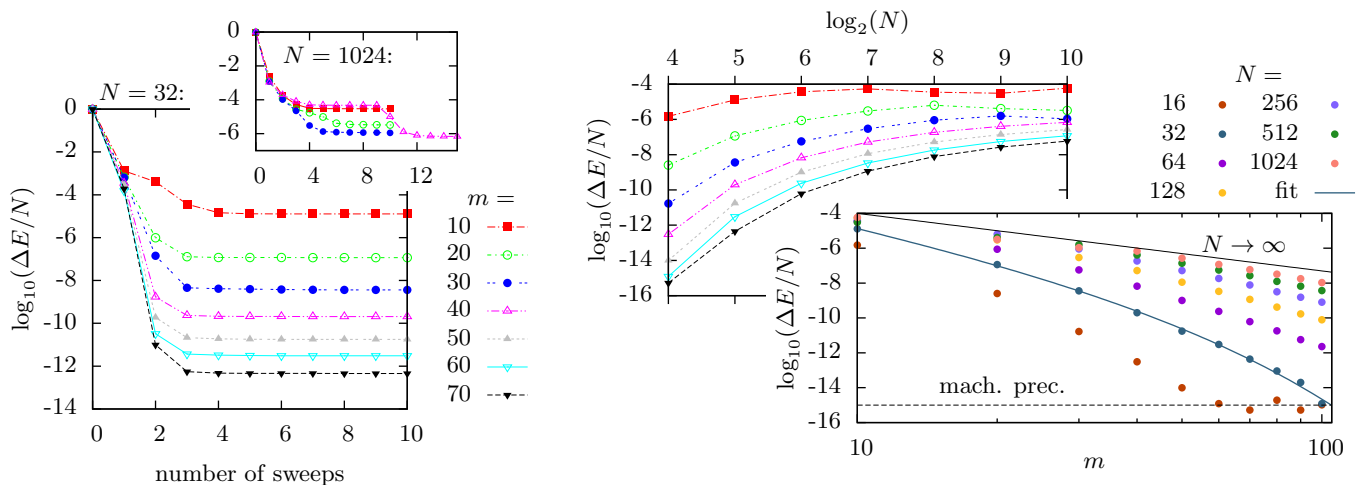 N = 1024:
0
-2
-4
-6
0 4 8 12
N = 32:
0
-2
-4
-6
-8
-10
-12
-14
log₁₀(ΔE/N)
0 2 4 6 8 10
number of sweeps
m =
10
20
30
40
50
60
70
log₂(N)
4 5 6 7 8 9 10
-4
-6
-8
-10
-12
-14
-16
log₁₀(ΔE/N)
N =
16 256
32 512
64 1024
128 fit
-4
-6
-8
-10
-12
-14
-16
log₁₀(ΔE/N)
N → ∞
mach. prec.
10 100
m